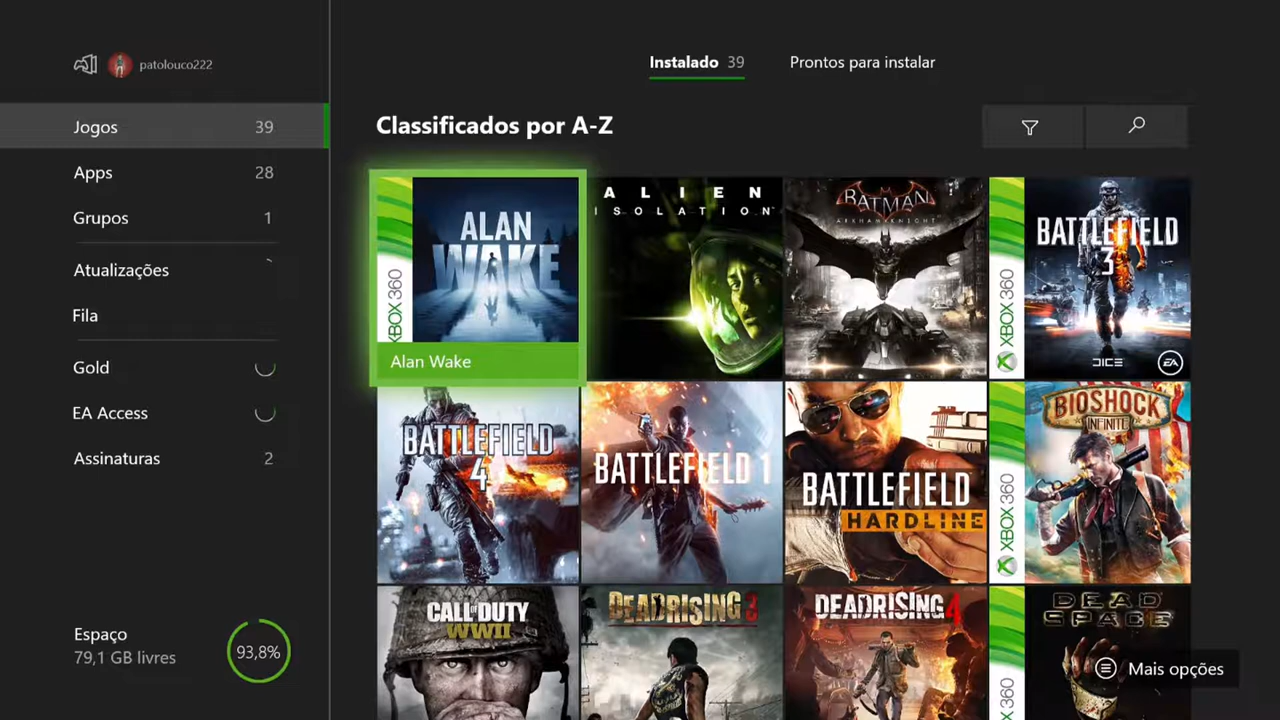 patolouco222
Jogos 39
Apps 28
Grupos 1
Atualizações
Fila
Gold
EA Access
Assinaturas 2
Espaço
79,1 GB livres
93,8%
Instalado 39
Prontos para instalar
Classificados por A-Z
XBOX 360
ALAN
WAKE
Alan Wake
ALIEN
ISOLATION™
BATMAN
ARKHAM KNIGHT
XBOX 360
BATTLEFIELD
3
DICE
EA
BATTLEFIELD
4
BATTLEFIELD 1
BATTLEFIELD
HARDLINE
XBOX 360
BIOSHOCK
INFINITE
CALL OF DUTY
WWII
DEADRISING 3
DEADRISING 4
360
DEAD
SPACE
Mais opções